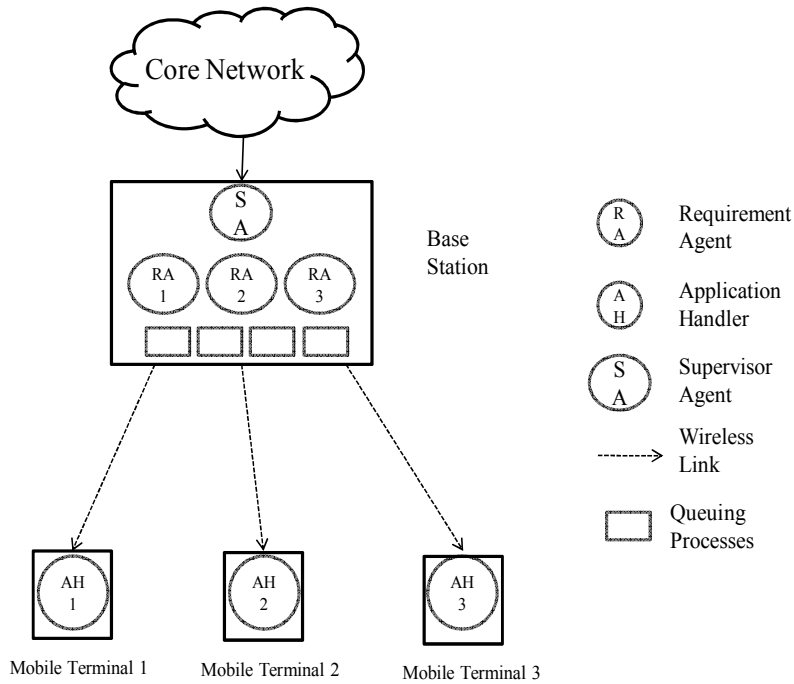 Core Network
S
A
Base
Station
RA
1
RA
2
RA
3
R
A
Requirement
Agent
A
H
Application
Handler
S
A
Supervisor
Agent
Wireless
Link
Queuing
Processes
AH
1
AH
2
AH
3
Mobile Terminal 1
Mobile Terminal 2
Mobile Terminal 3